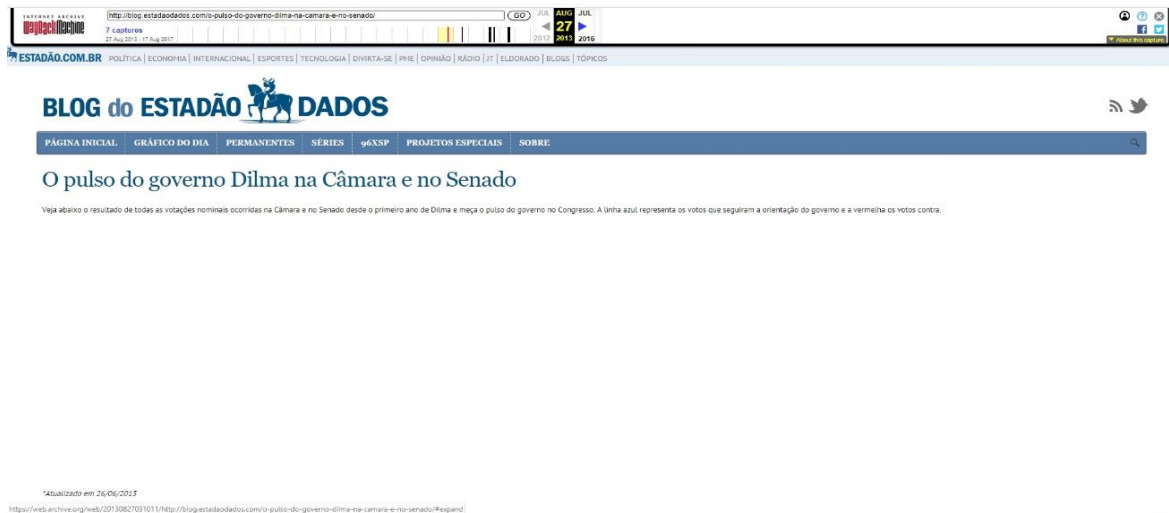 INTERNET ARCHIVE
WayBackMachine
http://blog.estadaodados.com/o-pulso-do-governo-dilma-na-camara-e-no-senado/
GO
JUL AUG JUL
7 captures
27
27 Aug 2013 - 17 Aug 2017
2012 2013 2016
About this capture
ESTADÃO.COM.BR POLÍTICA | ECONOMIA | INTERNACIONAL | ESPORTES | TECNOLOGIA | DIVIRTA-SE | PME | OPINIÃO | RÁDIO | JT | ELDORADO | BLOGS | TÓPICOS
BLOG do ESTADÃO DADOS
PÁGINA INICIAL GRÁFICO DO DIA PERMANENTES SÉRIES 96XSP PROJETOS ESPECIAIS SOBRE
O pulso do governo Dilma na Câmara e no Senado
Veja abaixo o resultado de todas as votações nominais ocorridas na Câmara e no Senado desde o primeiro ano de Dilma e meça o pulso do governo no Congresso. A linha azul representa os votos que seguiram a orientação do governo e a vermelha os votos contra.
*Atualizado em 26/06/2013
https://web.archive.org/web/20130827031011/http://blog.estadaodados.com/o-pulso-do-governo-dilma-na-camara-e-no-senado/#expand